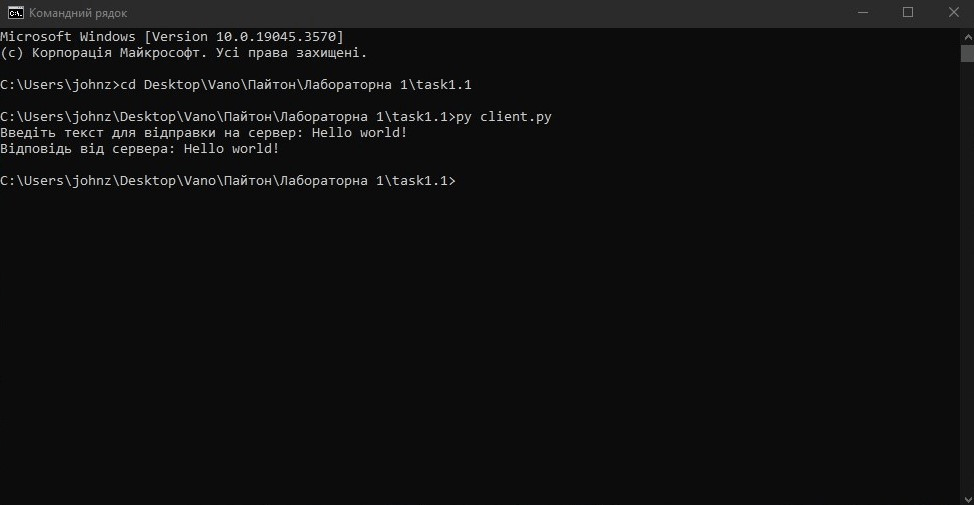 Командний рядок
Microsoft Windows [Version 10.0.19045.3570]
(c) Корпорація Майкрософт. Усі права захищені.
C:\Users\johnz>cd Desktop\Vano\Пайтон\Лабораторна 1\task1.1
C:\Users\johnz\Desktop\Vano\Пайтон\Лабораторна 1\task1.1>py client.py
Введіть текст для відправки на сервер: Hello world!
Відповідь від сервера: Hello world!
C:\Users\johnz\Desktop\Vano\Пайтон\Лабораторна 1\task1.1>